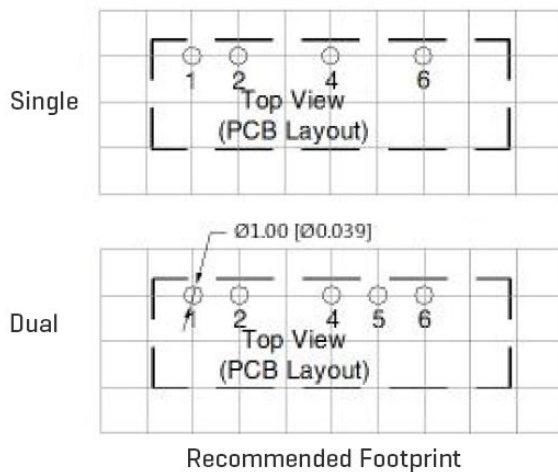 Single
1 2 4 6
Top View
(PCB Layout)
Ø1.00 [Ø0.039]
Dual
1 2 4 5 6
Top View
(PCB Layout)
Recommended Footprint